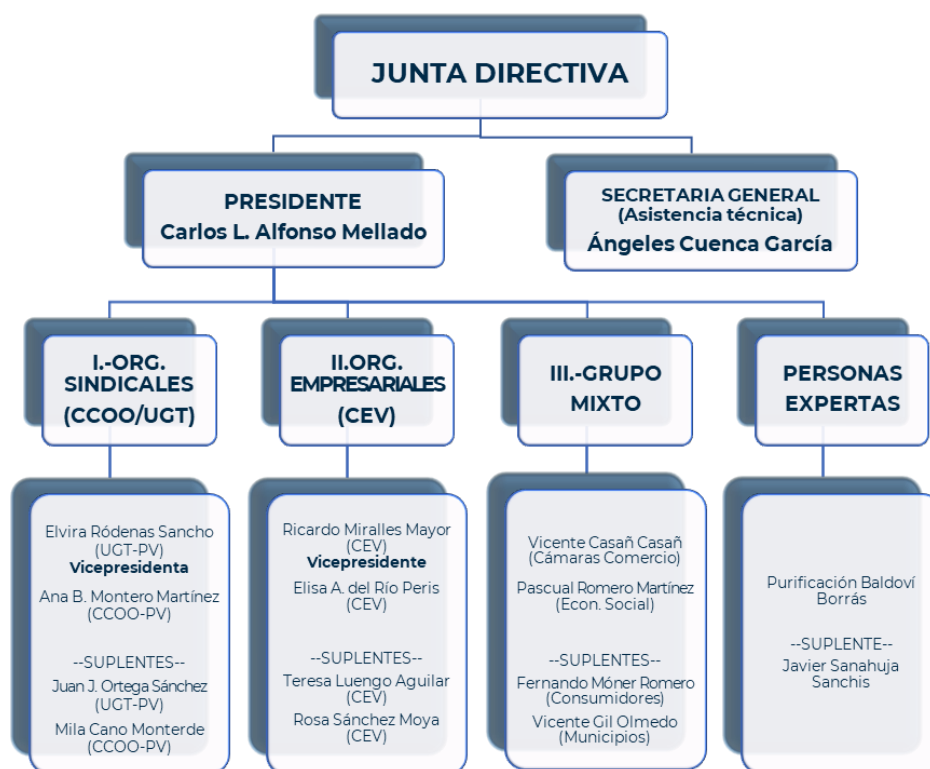 JUNTA DIRECTIVA
PRESIDENTE
Carlos L. Alfonso Mellado
SECRETARIA GENERAL
(Asistencia técnica)
Ángeles Cuenca García
I.-ORG.
SINDICALES
(CCOO/UGT)
II.ORG.
EMPRESARIALES
(CEV)
III.-GRUPO
MIXTO
PERSONAS
EXPERTAS
Elvira Ródenas Sancho
(UGT-PV)
Vicepresidenta
Ana B. Montero Martínez
(CCOO-PV)
--SUPLENTES--
Juan J. Ortega Sánchez
(UGT-PV)
Mila Cano Monterde
(CCOO-PV)
Ricardo Miralles Mayor
(CEV)
Vicepresidente
Elisa A. del Río Peris
(CEV)
--SUPLENTES--
Teresa Luengo Aguilar
(CEV)
Rosa Sánchez Moya
(CEV)
Vicente Casañ Casañ
(Cámaras Comercio)
Pascual Romero Martínez
(Econ. Social)
--SUPLENTES--
Fernando Móner Romero
(Consumidores)
Vicente Gil Olmedo
(Municipios)
Purificación Baldoví
Borrás
--SUPLENTE--
Javier Sanahuja
Sanchis